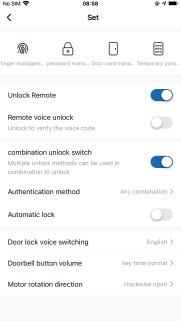 No SIM
08:58
Set
finger managem...
password mana...
Door card mana...
Temporary pass...
Unlock Remote
Remote voice unlock
Unlock to verify the voice code
combination unlock switch
Multiple unlock methods can be used in
combination to unlock
Authentication method
Any combination
Automatic lock
Door lock voice switching
English
Doorbell button volume
key tone normal
Motor rotation direction
clockwise open